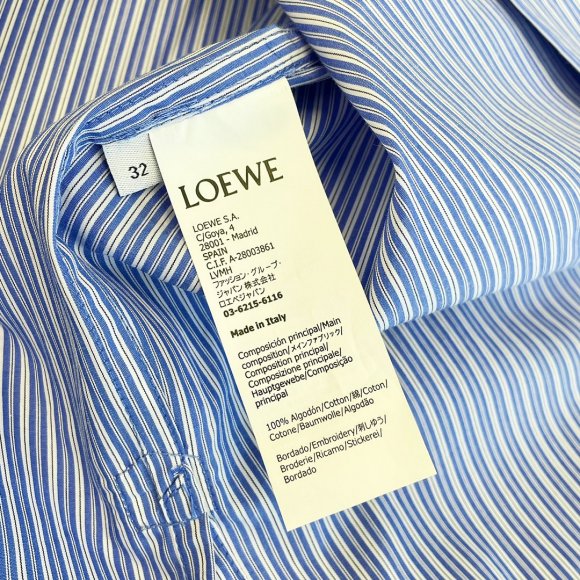 32
LOEWE
LOEWE S.A.
C/Goya, 4
28001 - Madrid
SPAIN
C.I.F. A-28003861
LVMH
ファッション・グループ・
ジャパン株式会社
ロエベジャパン
03-6215-6116
Made in Italy
Composición principal/Main
composition/メインファブリック/
Composition principal/
Composizione principale/
Hauptgewebe/Composição
principal
100% Algodón/Cotton/綿/Coton/
Cotone/Baumwolle/Algodão
Bordado/Embroidery/刺しゅう/
Broderie/Ricamo/Stickerei/
Bordado